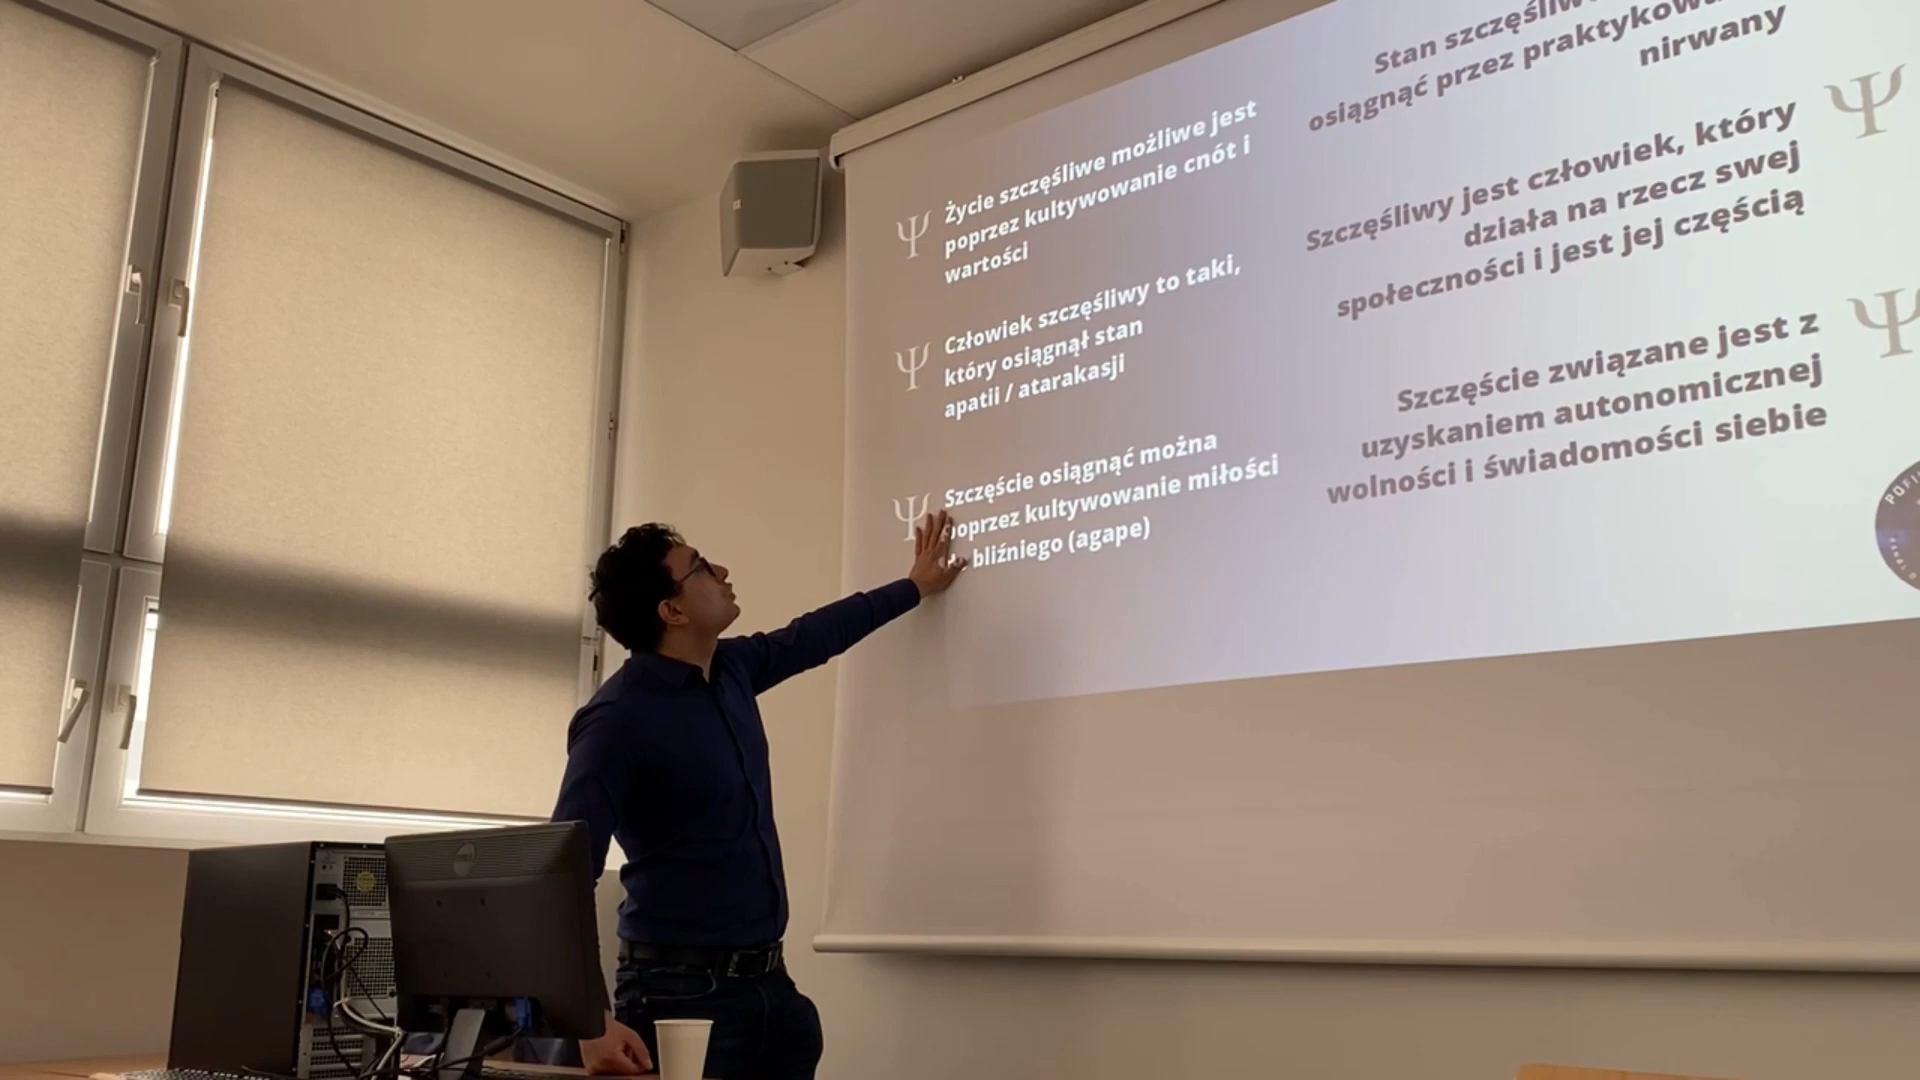 Życie szczęśliwe możliwe jest
poprzez kultywowanie cnót i
wartości
Człowiek szczęśliwy to taki,
który osiągnął stan
apatii / atarakasji
Szczęście osiągnąć można
poprzez kultywowanie miłości
bliźniego (agape)
Stan
osiągnąć przez
nirwany
Szczęśliwy jest człowiek, który
działa na rzecz swej
społeczności i jest jej częścią
Szczęście związane jest z
uzyskaniem autonomicznej
wolności i świadomości siebie